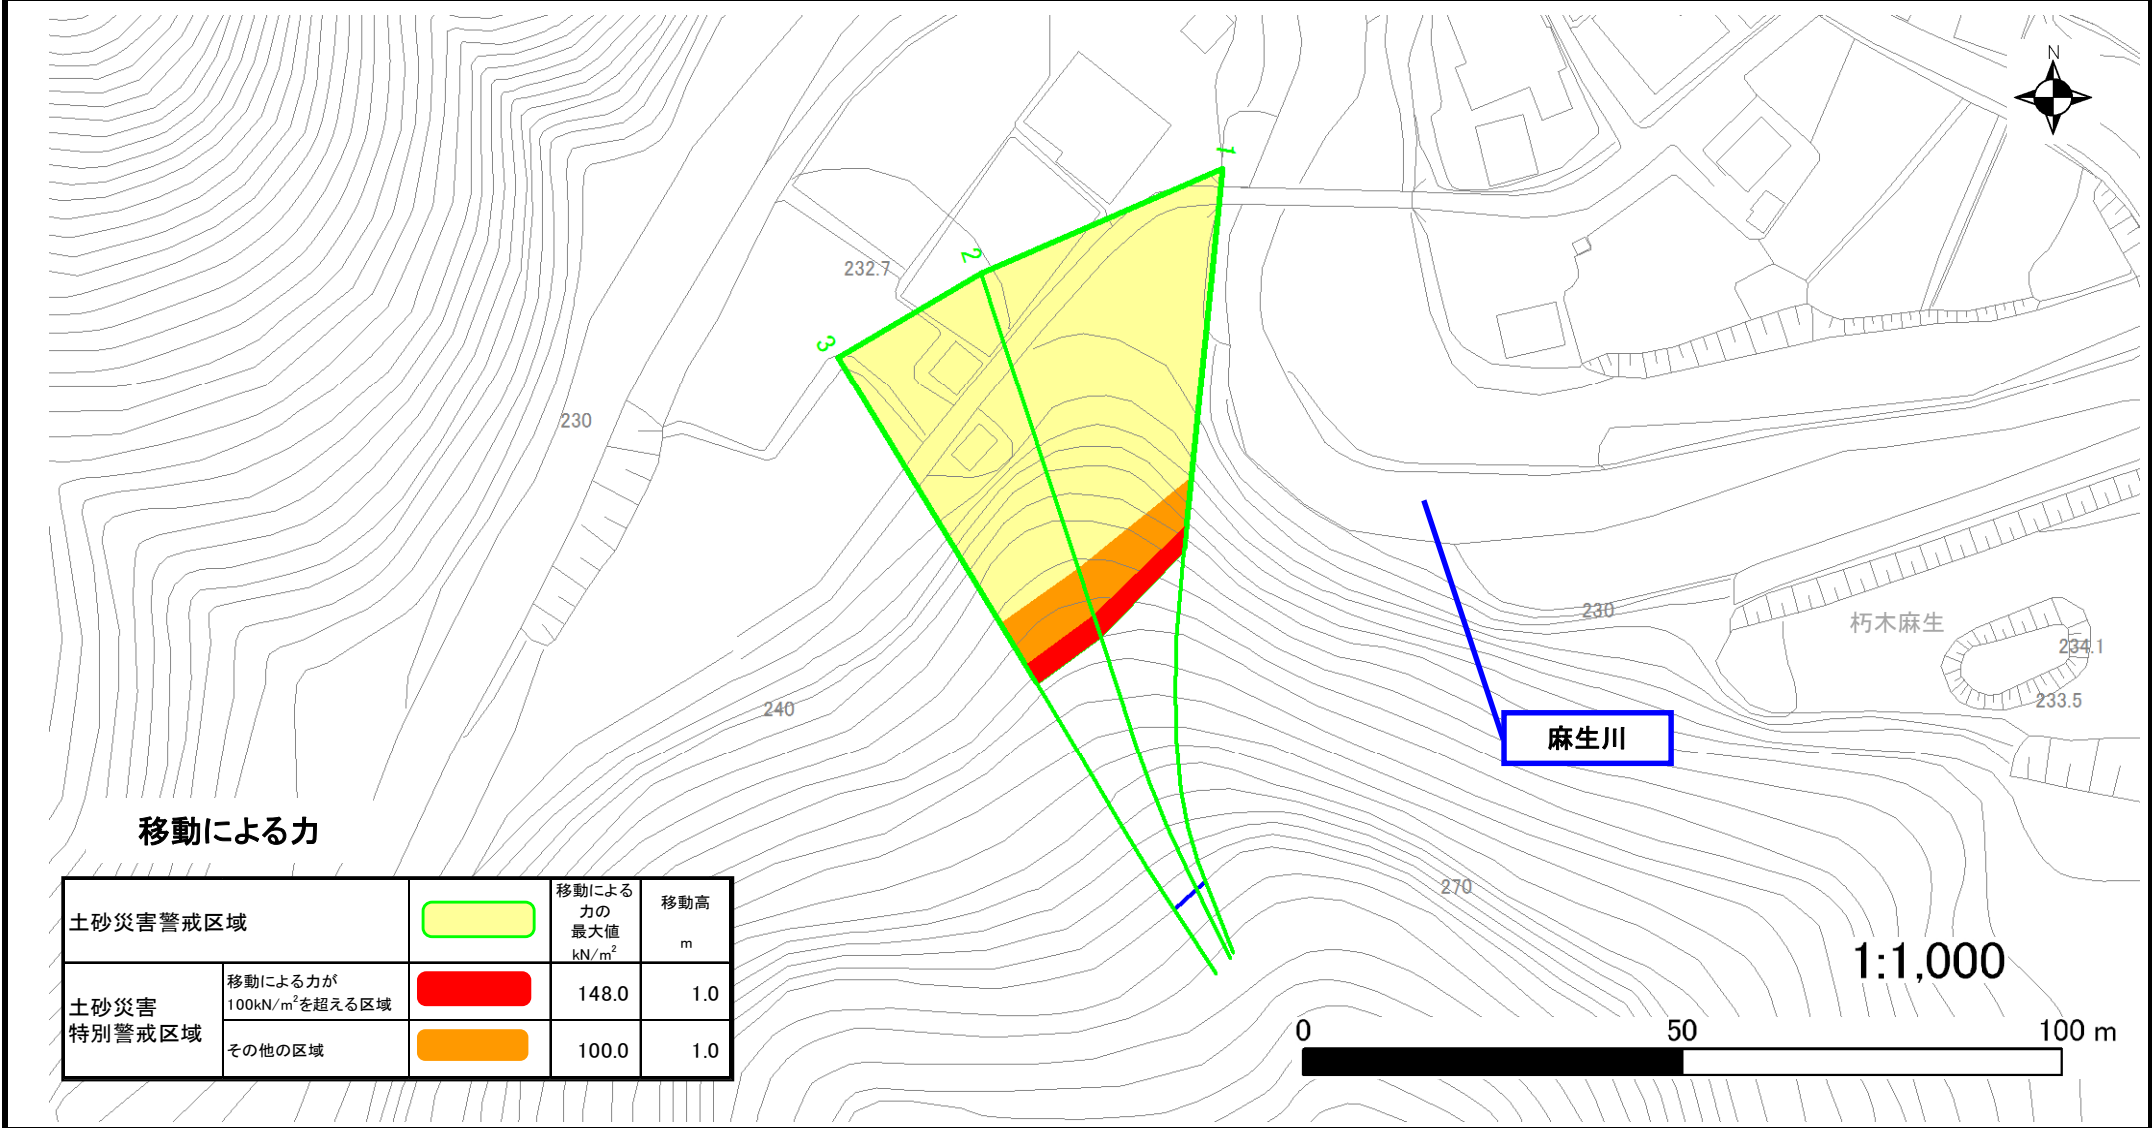 N
1
2
232.7
3
230
230
朽木麻生
234.1
233.5
240
麻生川
移動による力
270
土砂災害警戒区域
移動による
力の
最大値
kN/m²
移動高
m
土砂災害
特別警戒区域
移動による力が
100kN/m²を超える区域
148.0
1.0
その他の区域
100.0
1.0
1:1,000
0
50
100 m